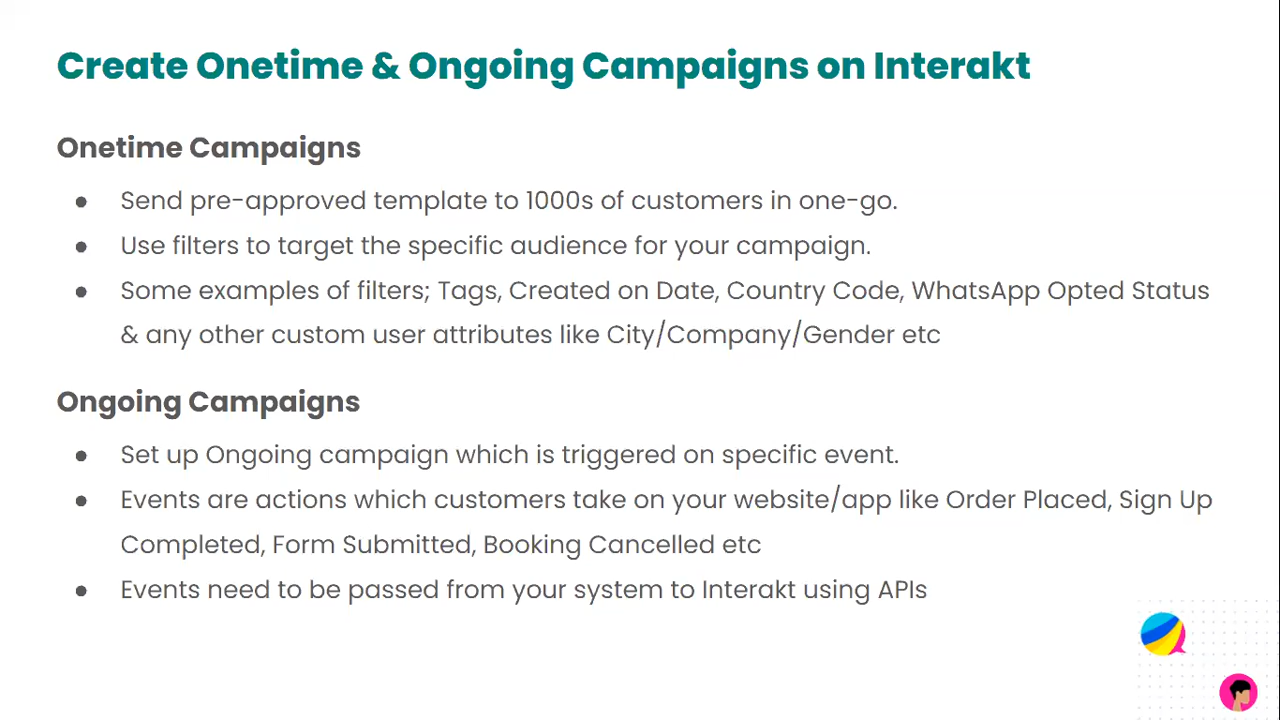 Create Onetime & Ongoing Campaigns on Interakt
Onetime Campaigns
● Send pre-approved template to 1000s of customers in one-go.
● Use filters to target the specific audience for your campaign.
● Some examples of filters; Tags, Created on Date, Country Code, WhatsApp Opted Status
& any other custom user attributes like City/Company/Gender etc
Ongoing Campaigns
● Set up Ongoing campaign which is triggered on specific event.
● Events are actions which customers take on your website/app like Order Placed, Sign Up
Completed, Form Submitted, Booking Cancelled etc
● Events need to be passed from your system to Interakt using APIs